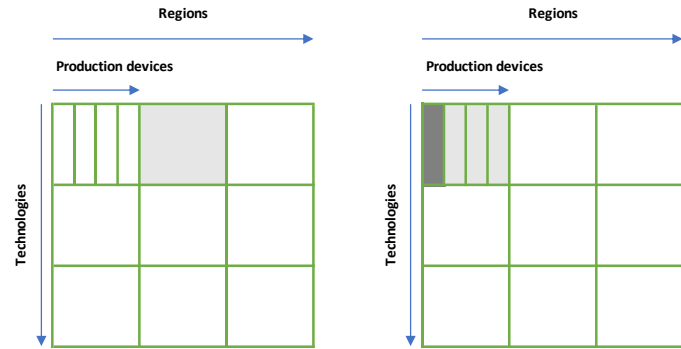 Regions
Production devices
Technologies
Regions
Production devices
Technologies